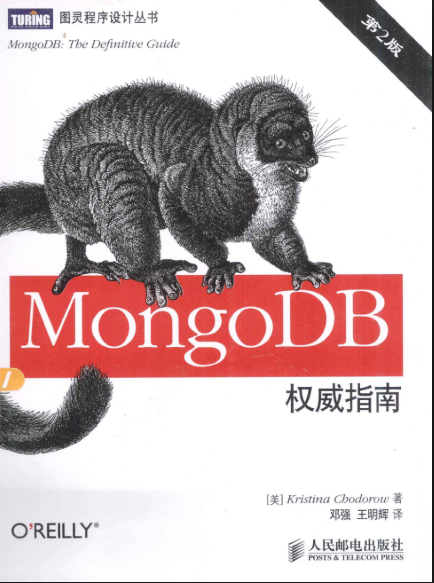 TURING 图灵程序设计丛书
MongoDB: The Definitive Guide
第2版
MongoDB
权威指南
[美] Kristina Chodorow 著
邓强 王明辉 译
O'REILLY®
人民邮电出版社
POSTS & TELECOM PRESS